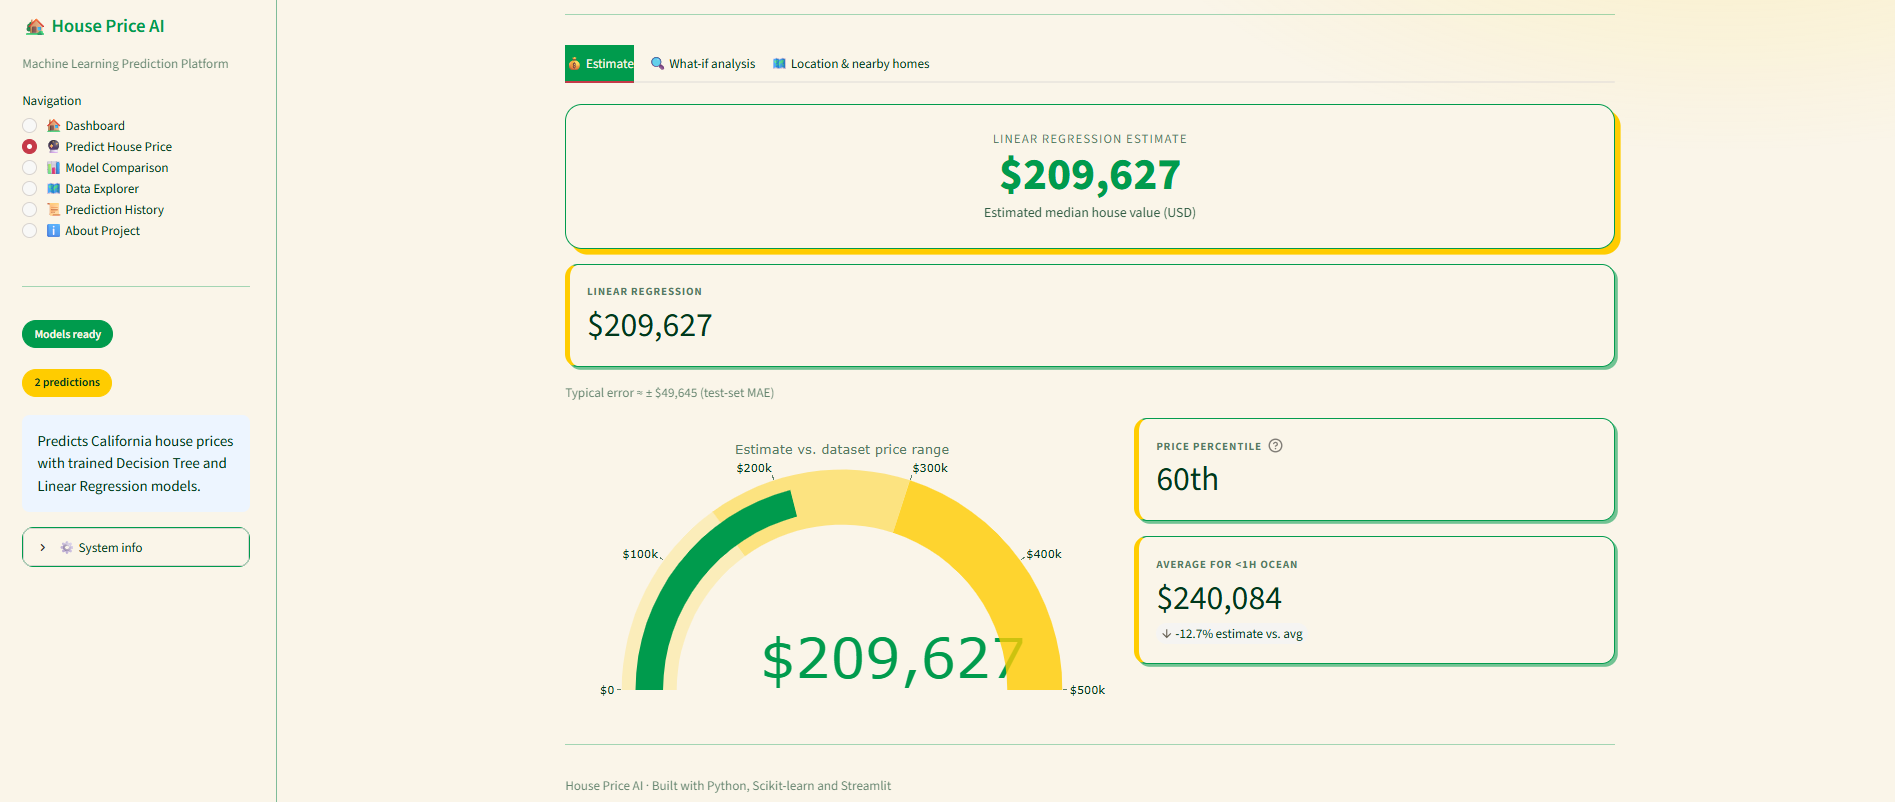 House Price AI
Machine Learning Prediction Platform
Navigation
Dashboard
Predict House Price
Model Comparison
Data Explorer
Prediction History
About Project
Models ready
2 predictions
Predicts California house prices
with trained Decision Tree and
Linear Regression models.
System info
Estimate What-if analysis Location & nearby homes
LINEAR REGRESSION ESTIMATE
$209,627
Estimated median house value (USD)
LINEAR REGRESSION
$209,627
Typical error ≈ ± $49,645 (test-set MAE)
Estimate vs. dataset price range
$0
$100k
$200k
$300k
$400k
$500k
$209,627
PRICE PERCENTILE
60th
AVERAGE FOR <1H OCEAN
$240,084
↓ -12.7% estimate vs. avg
House Price AI · Built with Python, Scikit-learn and Streamlit